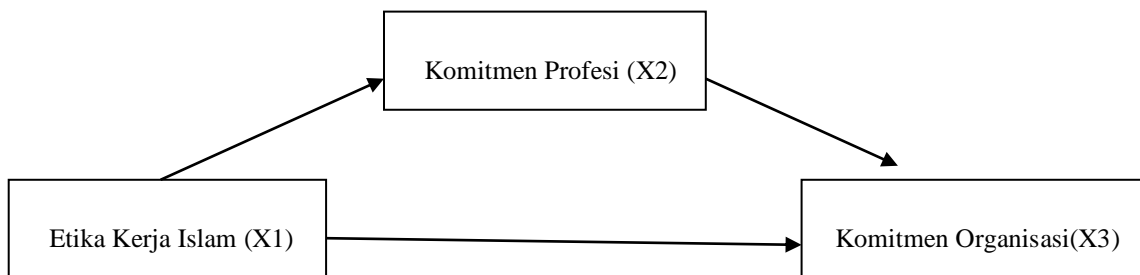 Komitmen Profesi (X2)
Etika Kerja Islam (X1)
Komitmen Organisasi(X3)